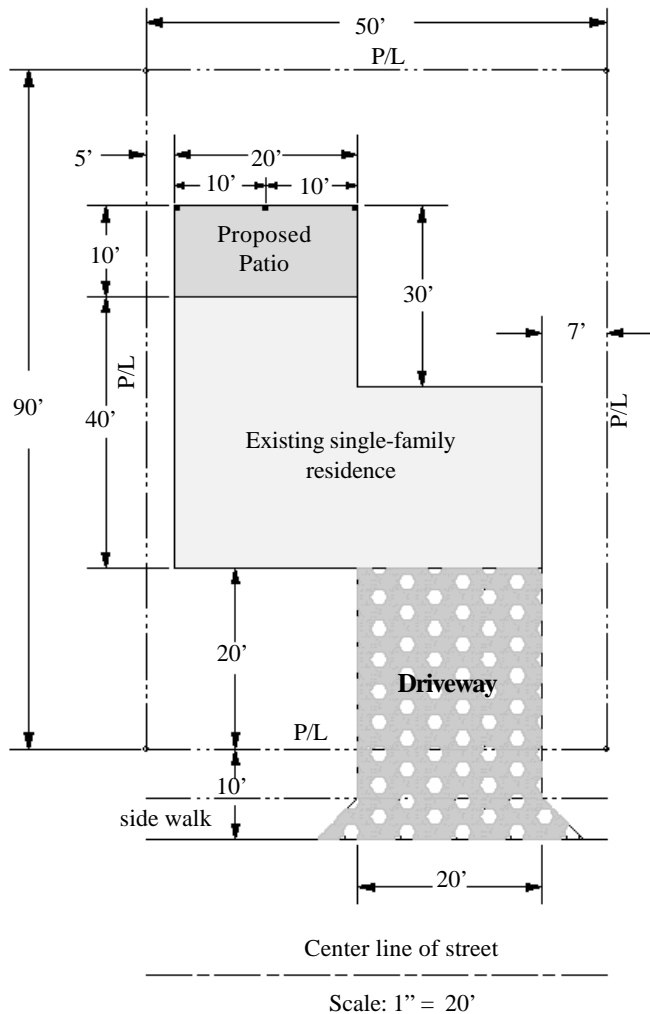 50’
P/L
5’
20’
10’
10’
Proposed
Patio
10’
30’
7’
P/L
90’
40’
P/L
Existing single-family
residence
20’
Driveway
P/L
10’
side walk
20’
Center line of street
Scale: 1” = 20’